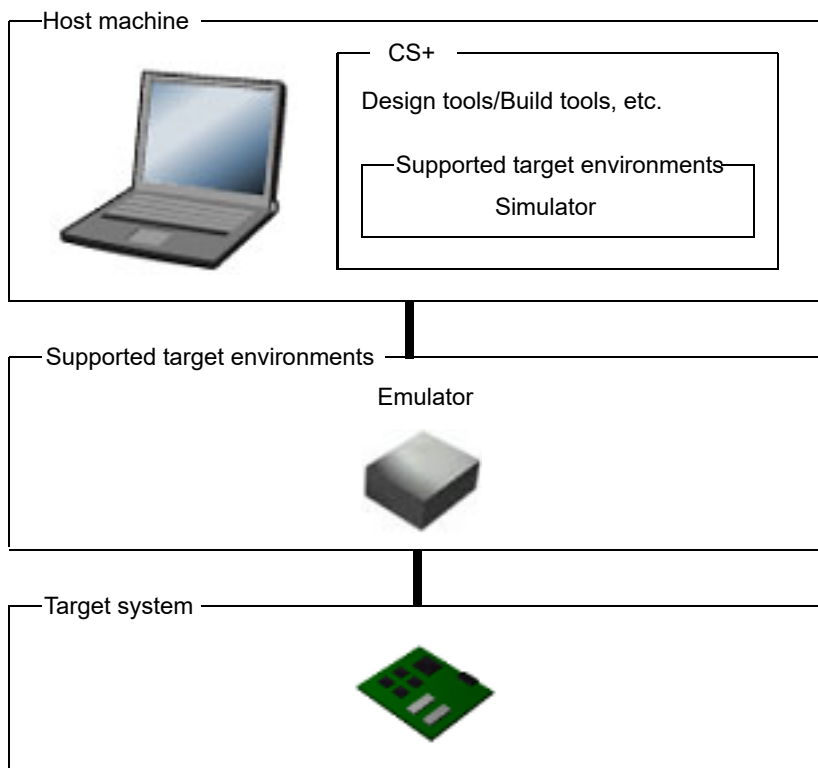 Host machine
CS+
Design tools/Build tools, etc.
Supported target environments
Simulator
Supported target environments
Emulator
Target system